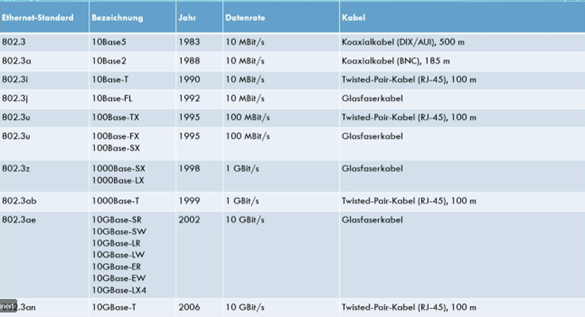 Ethernet-Standard Bezeichnung Jahr Datenrate Kabel
802.3 10Base5 1983 10 MBit/s Koaxialkabel (DIX/AUI), 500 m
802.3a 10Base2 1988 10 MBit/s Koaxialkabel (BNC), 185 m
802.3i 10Base-T 1990 10 MBit/s Twisted-Pair-Kabel (RJ-45), 100 m
802.3j 10Base-FL 1992 10 MBit/s Glasfaserkabel
802.3u 100Base-TX 1995 100 MBit/s Twisted-Pair-Kabel (RJ-45), 100 m
802.3u 100Base-FX 1995 100 MBit/s Glasfaserkabel
100Base-SX
802.3z 1000Base-SX 1998 1 GBit/s Glasfaserkabel
1000Base-LX
802.3ab 1000Base-T 1999 1 GBit/s Twisted-Pair-Kabel (RJ-45), 100 m
802.3ae 10GBase-SR 2002 10 GBit/s Glasfaserkabel
10GBase-SW
10GBase-LR
10GBase-LW
10GBase-ER
10GBase-EW
10GBase-LX4
2.3an 10GBase-T 2006 10 GBit/s Twisted-Pair-Kabel (RJ-45), 100 m